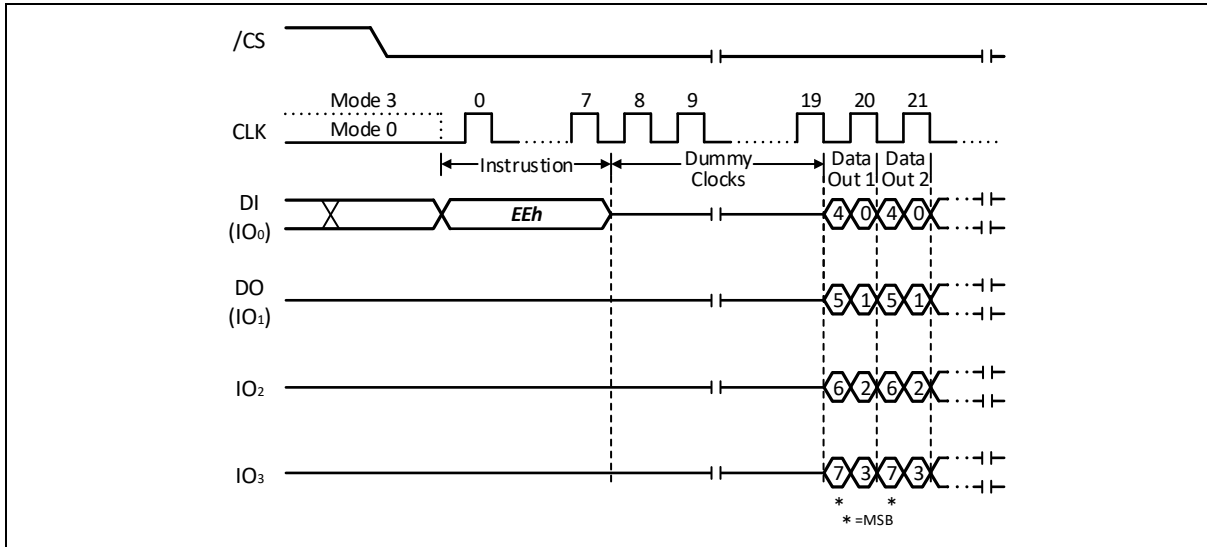 /CS
Mode 3 0 7 8 9 19 20 21
CLK Mode 0
Instrustion Dummy Clocks Data Out 1 Data Out 2
DI (IO0) EEh 4 0 4 0
DO (IO1) 5 1 5 1
IO2 6 2 6 2
IO3 7 3 7 3
* *
* =MSB